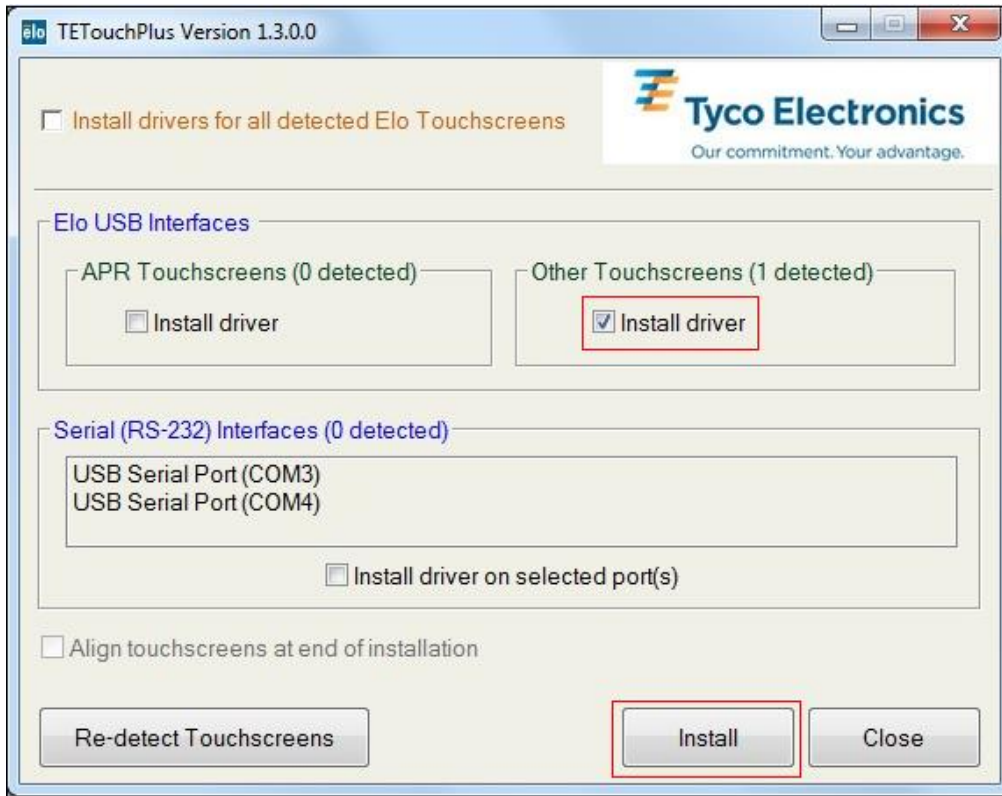 elo TETouchPlus Version 1.3.0.0
Install drivers for all detected Elo Touchscreens
Tyco Electronics
Our commitment. Your advantage.
Elo USB Interfaces
APR Touchscreens (0 detected)
Install driver
Other Touchscreens (1 detected)
Install driver
Serial (RS-232) Interfaces (0 detected)
USB Serial Port (COM3)
USB Serial Port (COM4)
Install driver on selected port(s)
Align touchscreens at end of installation
Re-detect Touchscreens
Install
Close